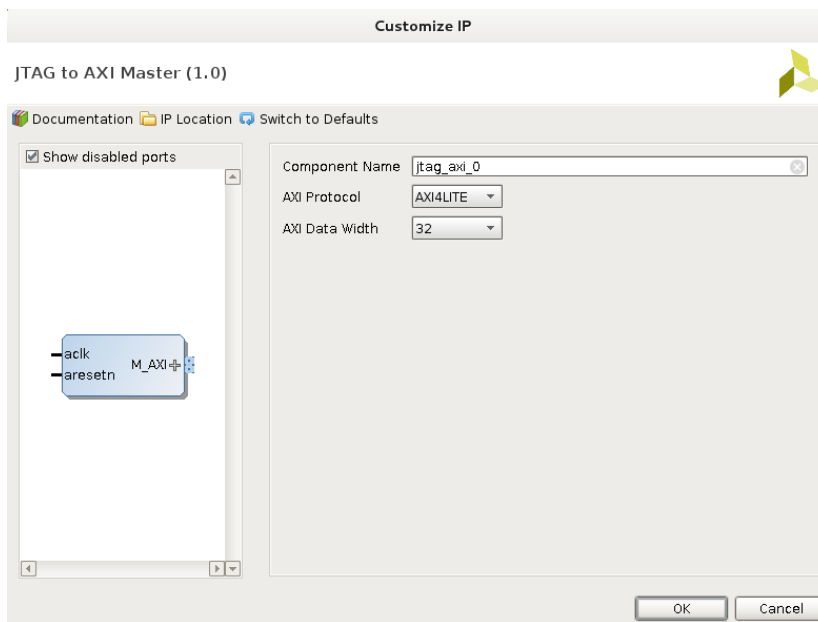 Customize IP
JTAG to AXI Master (1.0)
Documentation IP Location Switch to Defaults
Show disabled ports
aclk
aresetn
M_AXI
Component Name jtag_axi_0
AXI Protocol AXI4LITE
AXI Data Width 32
OK Cancel